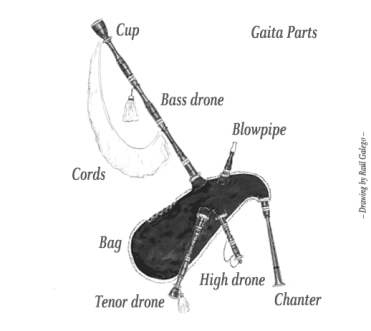 Cup
Gaita Parts
Bass drone
Blowpipe
Cords
Bag
High drone
Tenor drone
Chanter
– Drawing by Raúl Galego –